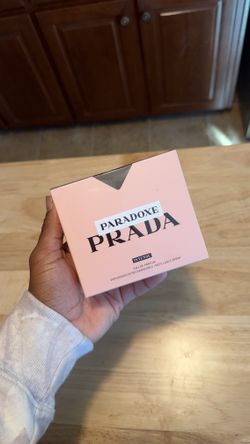 PARADOXE
PRADA
INTENSE
EAU DE PARFUM